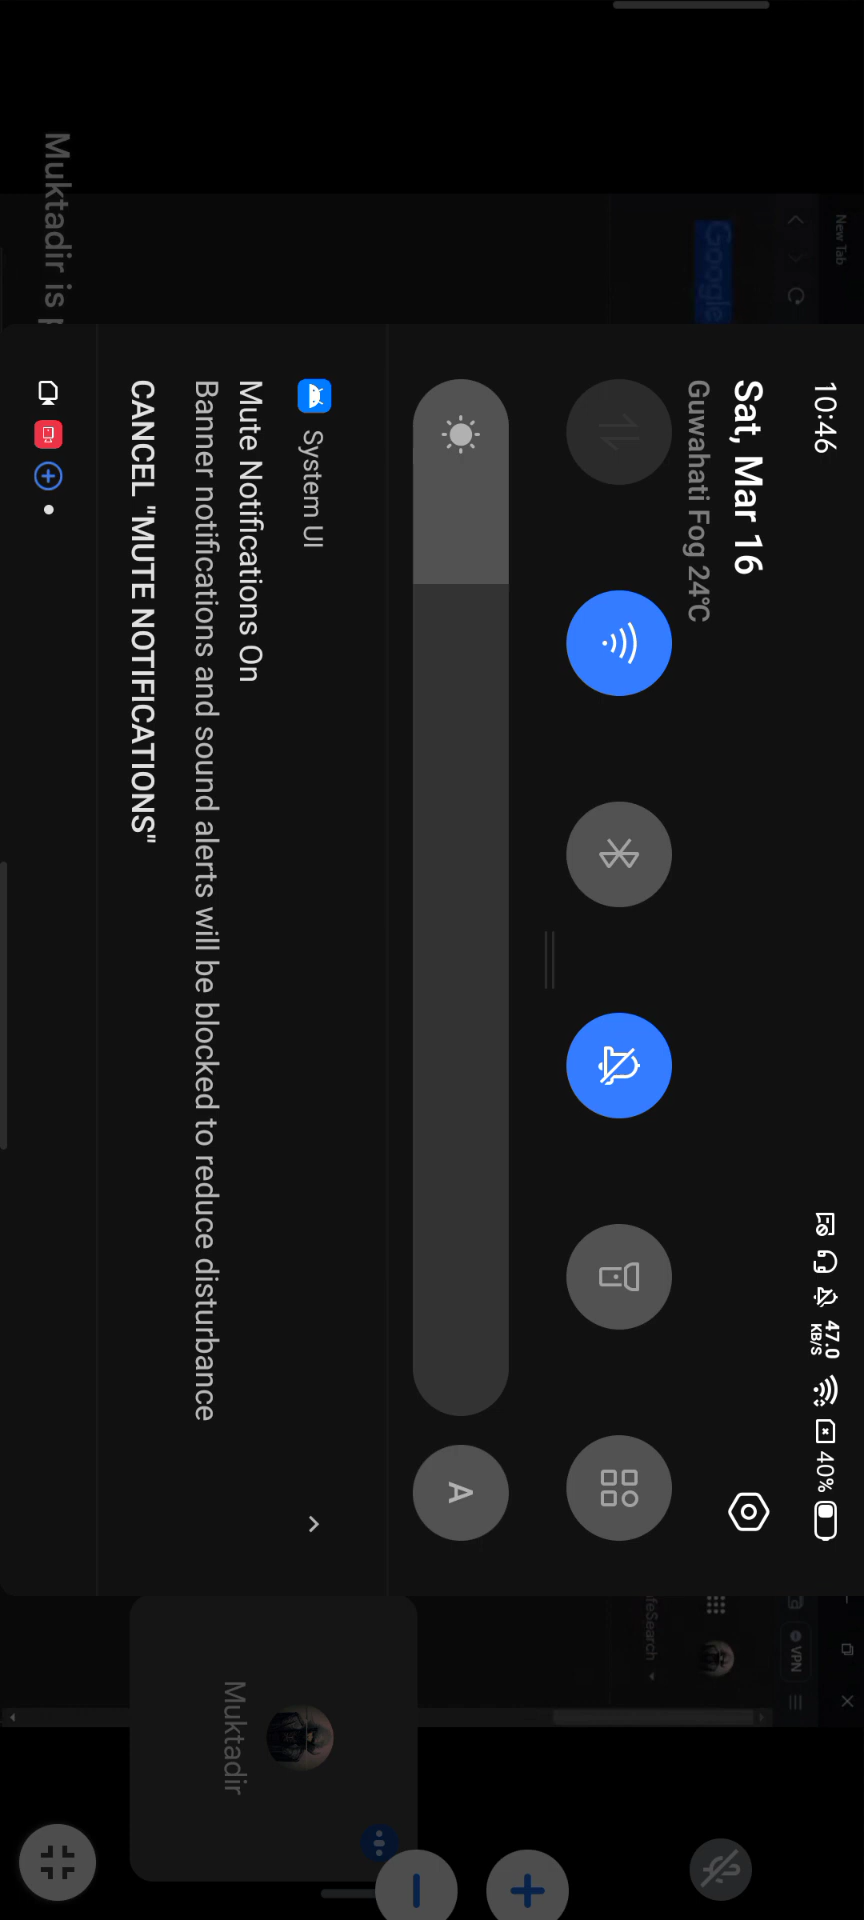 New Tab
Google
VPN
10:46
47.0
KB/S
40%
Sat, Mar 16
Guwahati Fog 24°C
A
System UI
Mute Notifications On
Banner notifications and sound alerts will be blocked to reduce disturbance
CANCEL "MUTE NOTIFICATIONS"
Muktadir is
Muktadir